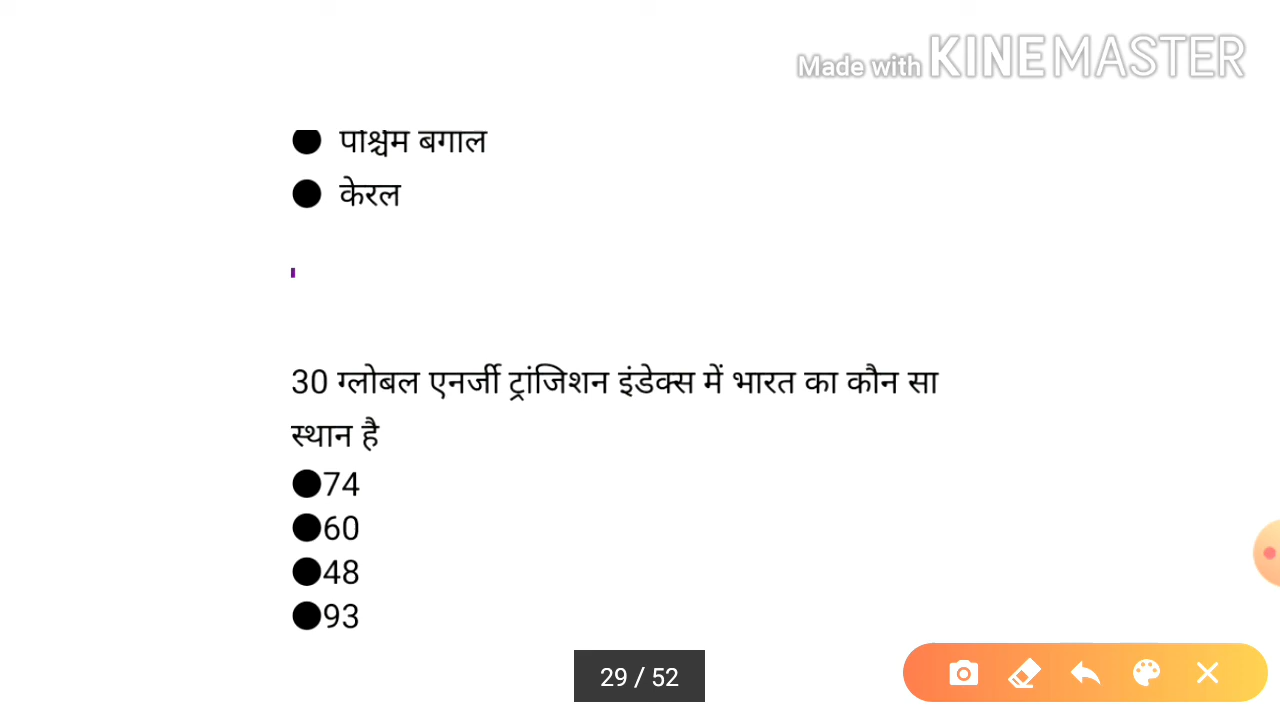 Made with KINEMASTER
● पश्चिम बंगाल
● केरल
30 ग्लोबल एनर्जी ट्रांजिशन इंडेक्स में भारत का कौन सा
स्थान है
●74
●60
●48
●93
29 / 52